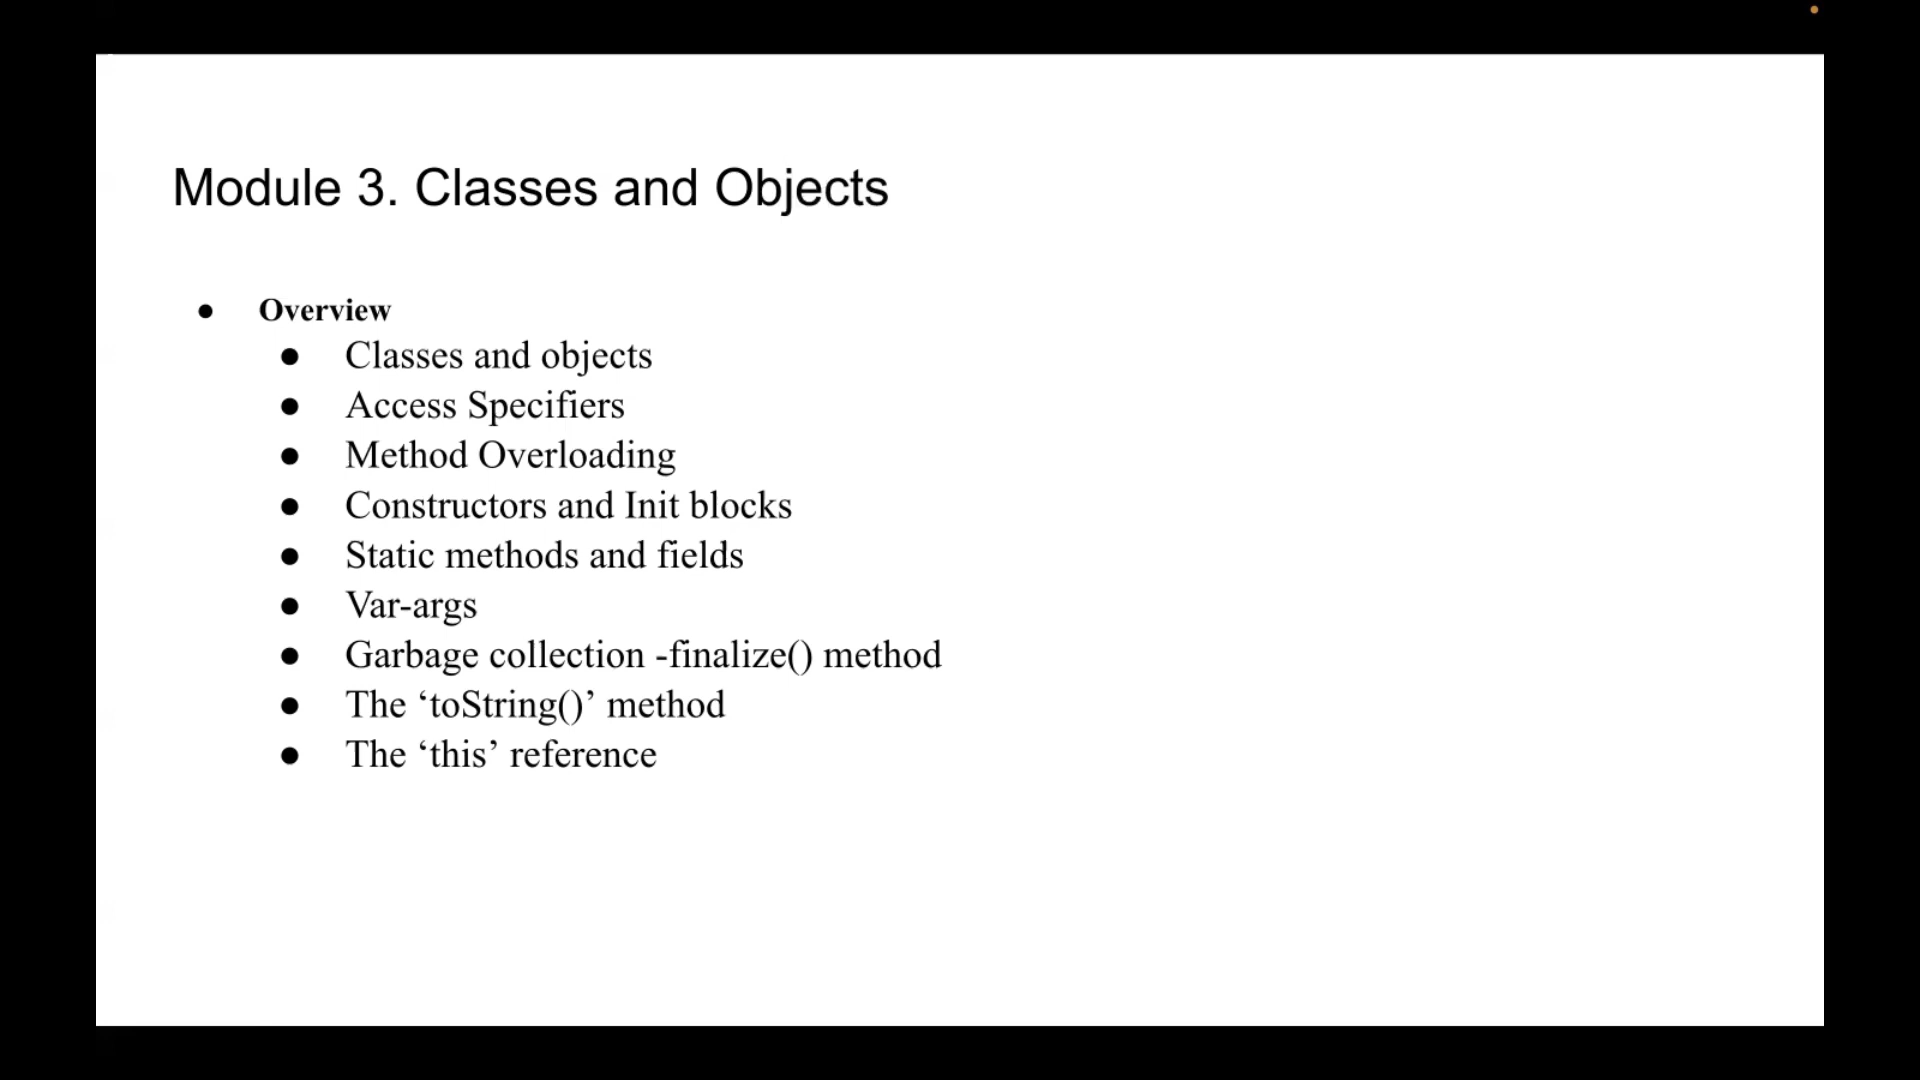 Module 3. Classes and Objects
● Overview
● Classes and objects
● Access Specifiers
● Method Overloading
● Constructors and Init blocks
● Static methods and fields
● Var-args
● Garbage collection -finalize() method
● The ‘toString()’ method
● The ‘this’ reference